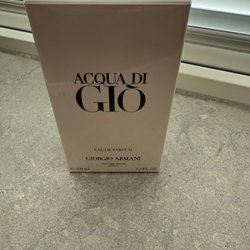 ACQUA DI
GIÒ
EAU DE PARFUM
GIORGIO ARMANI